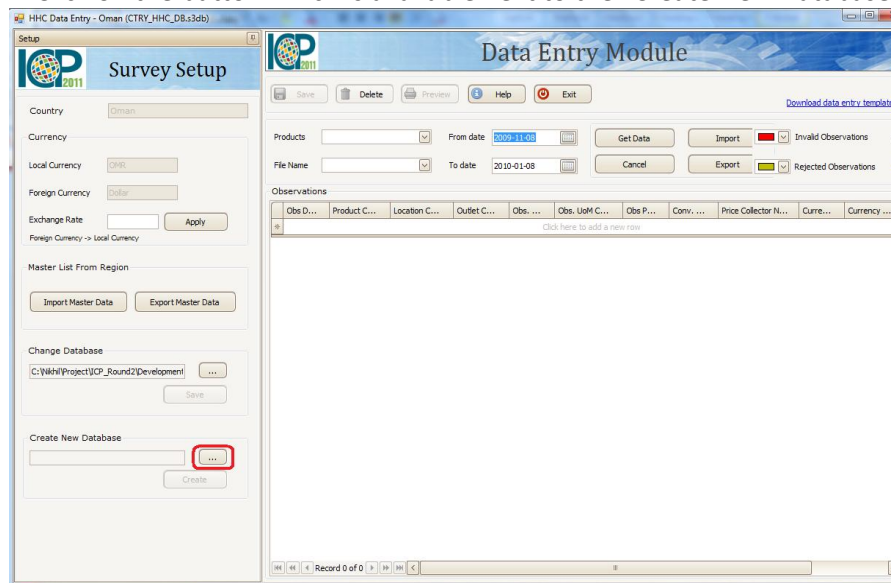 HHC Data Entry - Oman (CTRY_HHC_DB.s3db)
Setup
ICP 2011
Survey Setup
Country
Oman
Currency
Local Currency
OMR
Foreign Currency
Dollar
Exchange Rate
Apply
Foreign Currency -> Local Currency
Master List From Region
Import Master Data
Export Master Data
Change Database
C:\Nikhil\Project\ICP_Round2\Development
...
Save
Create New Database
...
Create
ICP 2011
Data Entry Module
Save
Delete
Preview
Help
Exit
Download data entry templat
Products
From date
2009-11-08
Get Data
Import
Invalid Observations
File Name
To date
2010-01-08
Cancel
Export
Rejected Observations
Observations
Obs D... Product C... Location C... Outlet C... Obs. ... Obs. UoM C... Obs P... Conv. ... Price Collector N... Curre... Currency ...
Click here to add a new row
Record 0 of 0